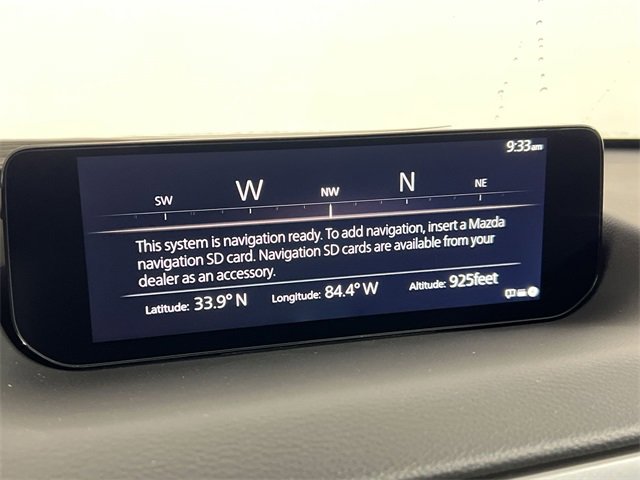 9:33am
SW W NW N NE
This system is navigation ready. To add navigation, insert a Mazda
navigation SD card. Navigation SD cards are available from your
dealer as an accessory.
Latitude: 33.9° N Longitude: 84.4° W Altitude: 925feet